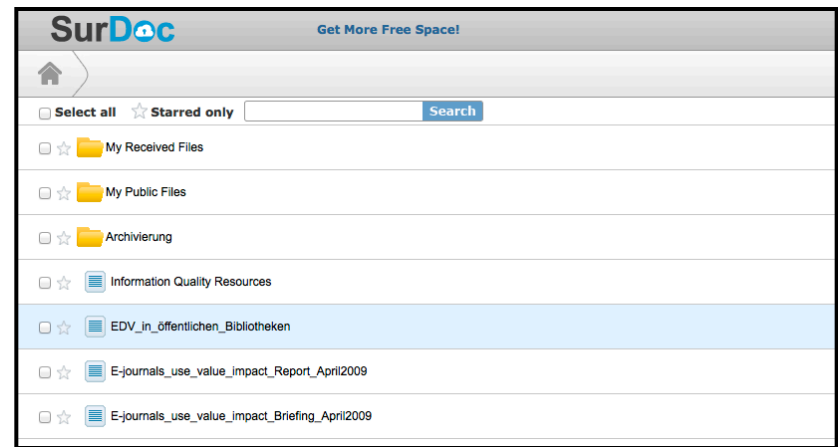 SurDoc
Get More Free Space!
Select all Starred only Search
My Received Files
My Public Files
Archivierung
Information Quality Resources
EDV_in_öffentlichen_Bibliotheken
E-journals_use_value_impact_Report_April2009
E-journals_use_value_impact_Briefing_April2009